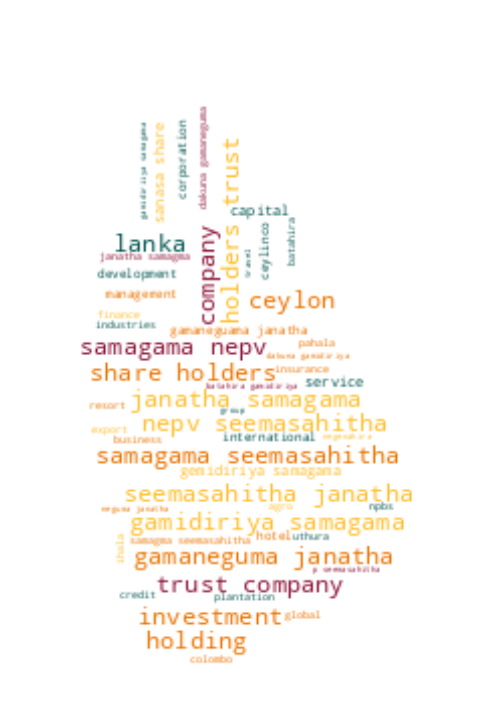 gamidiriya samagama
sanasa share
corporation
dakuna gamaneguma
holders trust
capital
company
lanka
janatha samagma
travel
ceylinco
batahira
development
management
ceylon
finance
industries
gamaneguama janatha
samagama nepv
pahala
dakuna gamidiriya
share holders
insurance
batahira gamidiriya
service
janatha samagama
resort
group
nepv seemasahitha
export
business
international
samagama seemasahitha
gemidiriya samagama
seemasahitha janatha
neguma janatha
agro
npbs
gamidiriya samagama
samagma seemasahitha
hotel
uthura
ihala
gamaneguma janatha
p seemasahitha
trust company
credit
plantation
investment
global
holding
colombo